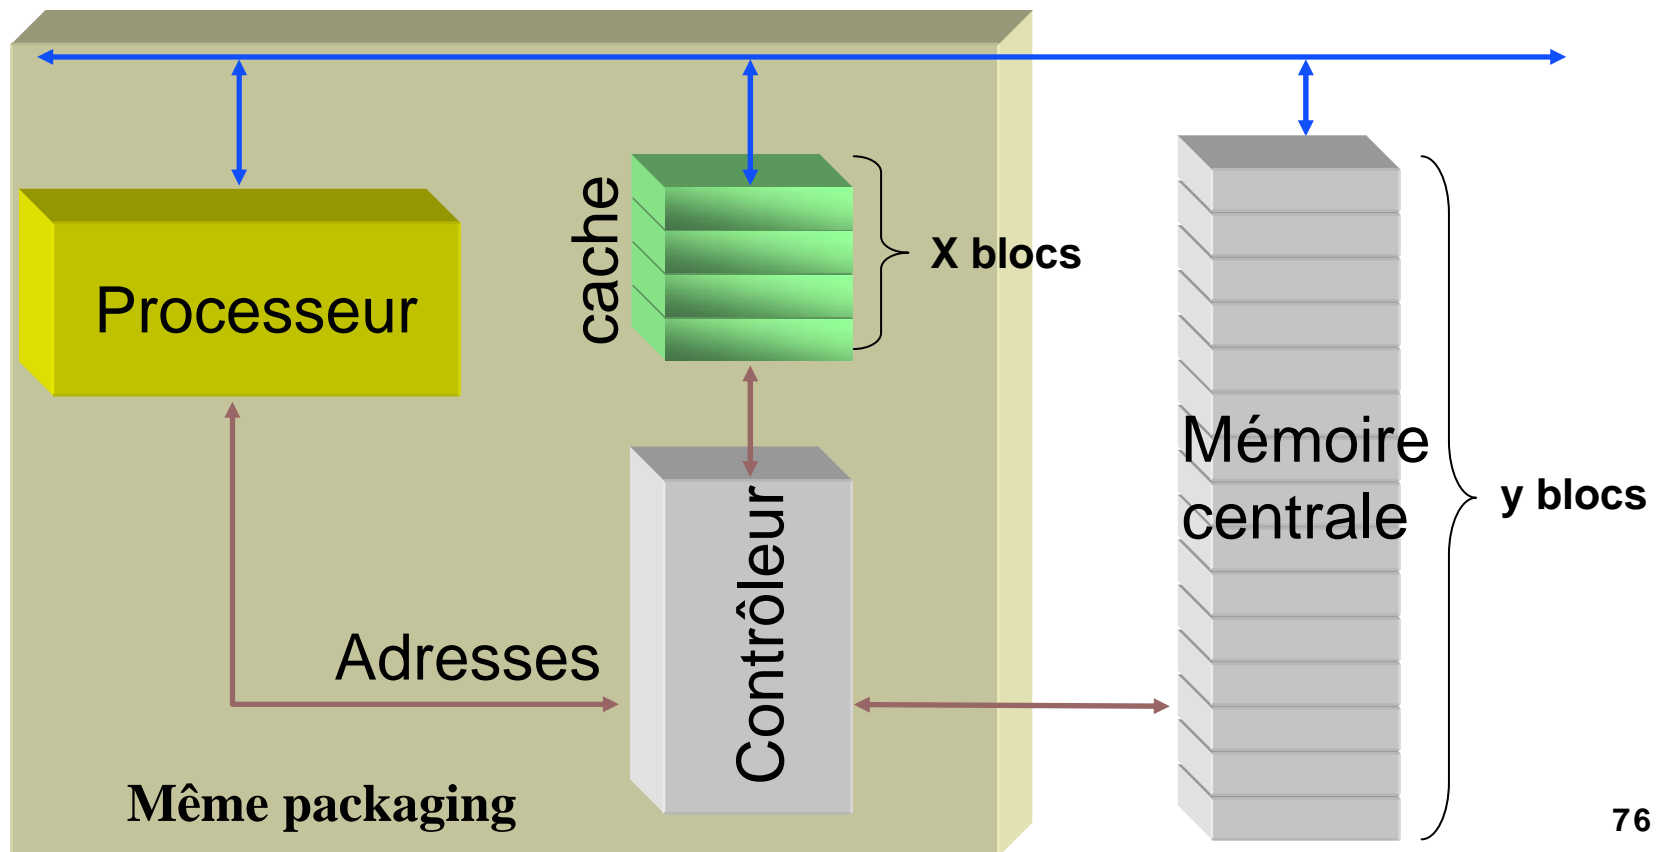 cache
X blocs
Processeur
Mémoire
centrale
y blocs
Contrôleur
Adresses
Même packaging
76